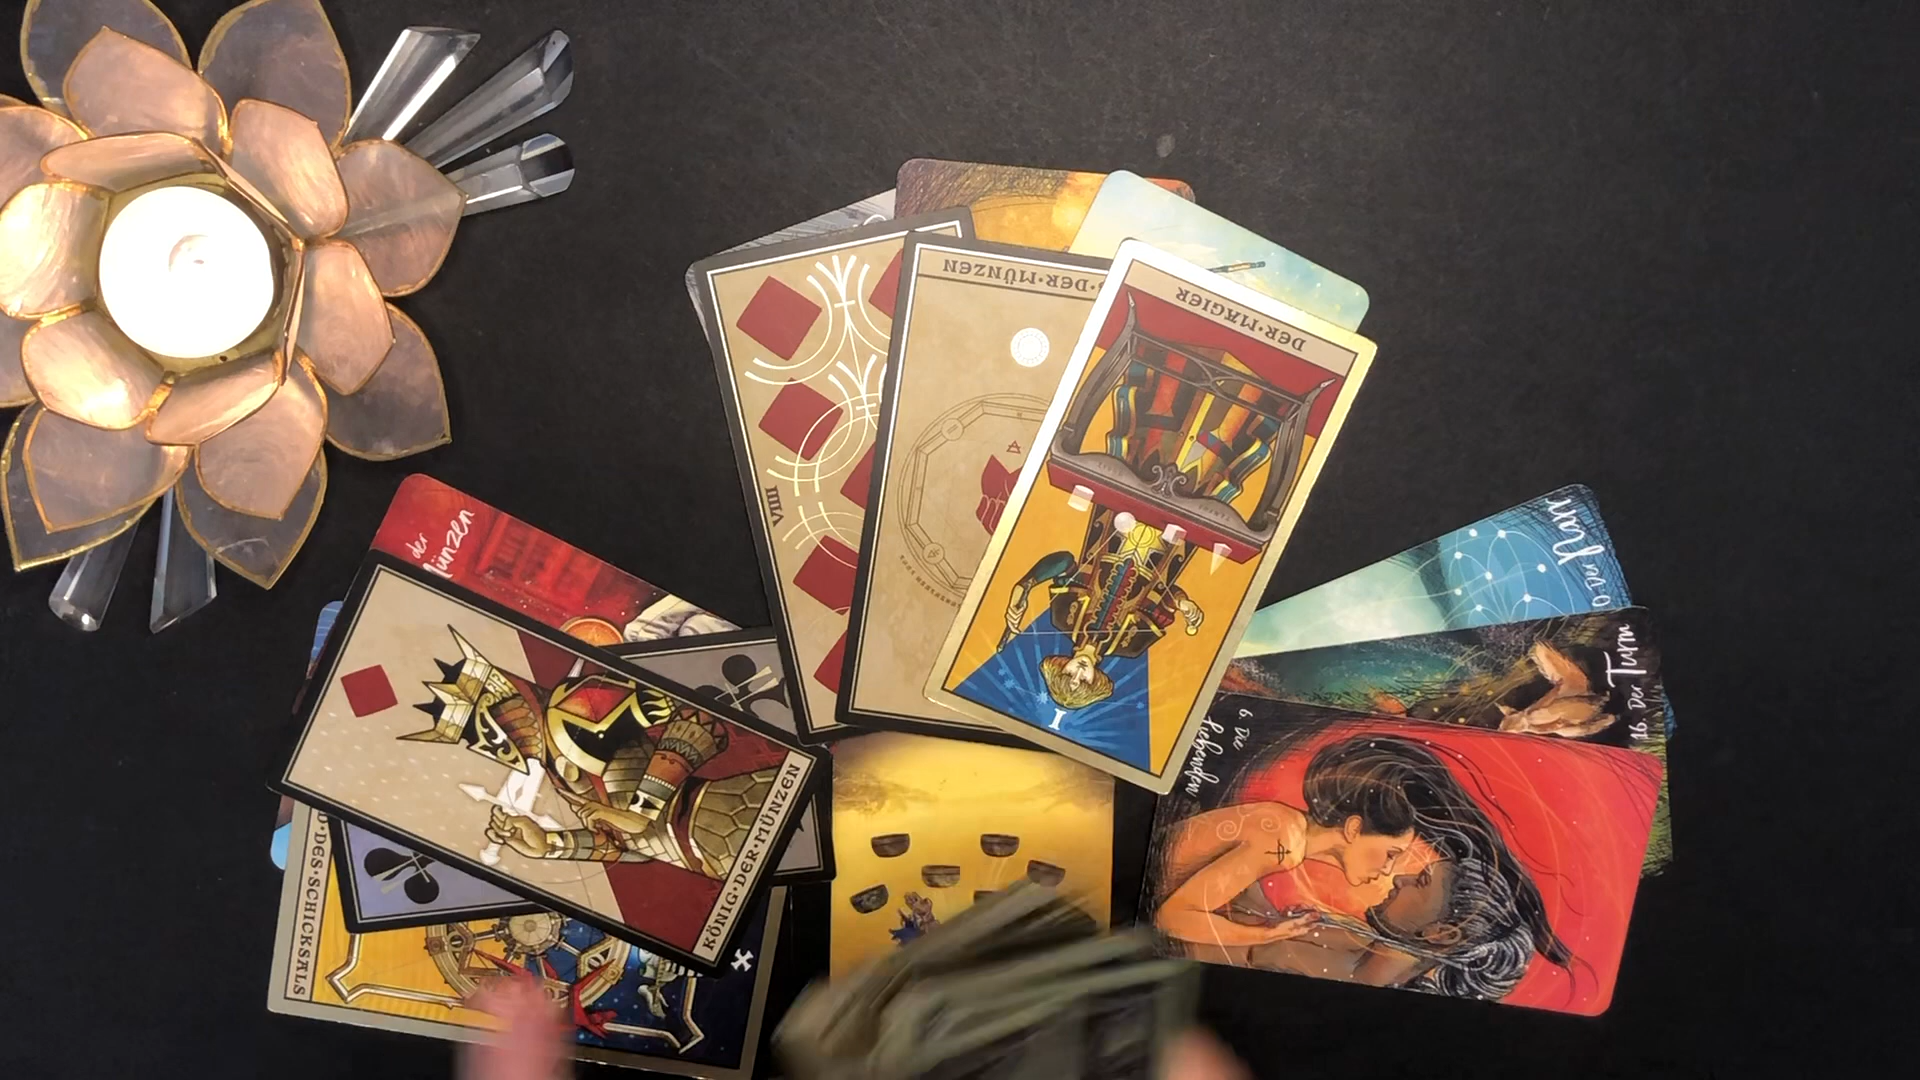 DER·MÜNZEN
DER·MAGIER
VIIII
I
der
Münzen
KÖNIG·DER·MÜNZEN
D·DES·SCHICKSALS
0 Der Narr
16. Der Turm
6. Die
Liebenden